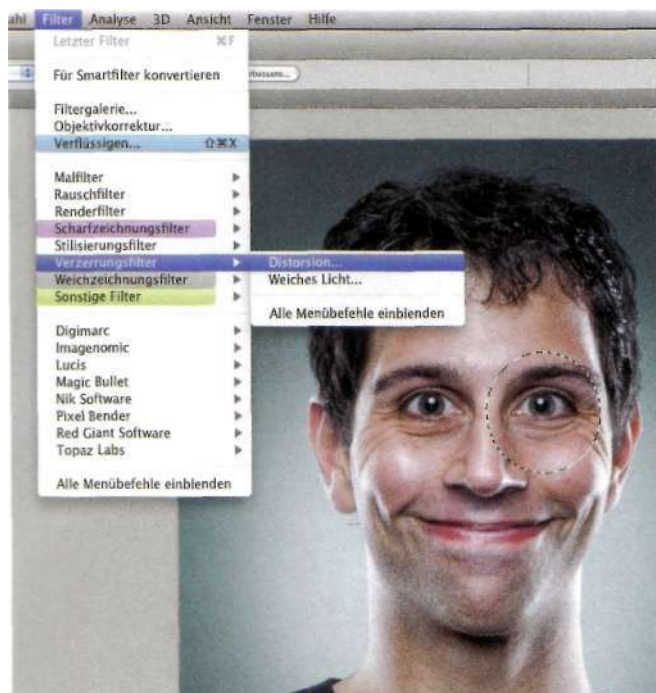 ahl Filter Analyse 3D Ansicht Fenster Hilfe
Letzter Filter ⌘F
Für Smartfilter konvertieren
Filtergalerie...
Objektivkorrektur...
Verflüssigen... ⇧⌘X
Malfilter
Rauschfilter
Renderfilter
Scharfzeichnungsfilter
Stilisierungsfilter
Verzerrungsfilter
Distorsion...
Weichzeichnungsfilter
Weiches Licht...
Sonstige Filter
Alle Menübefehle einblenden
Digimarc
Imagenomic
Lucis
Magic Bullet
Nik Software
Pixel Bender
Red Giant Software
Topaz Labs
Alle Menübefehle einblenden